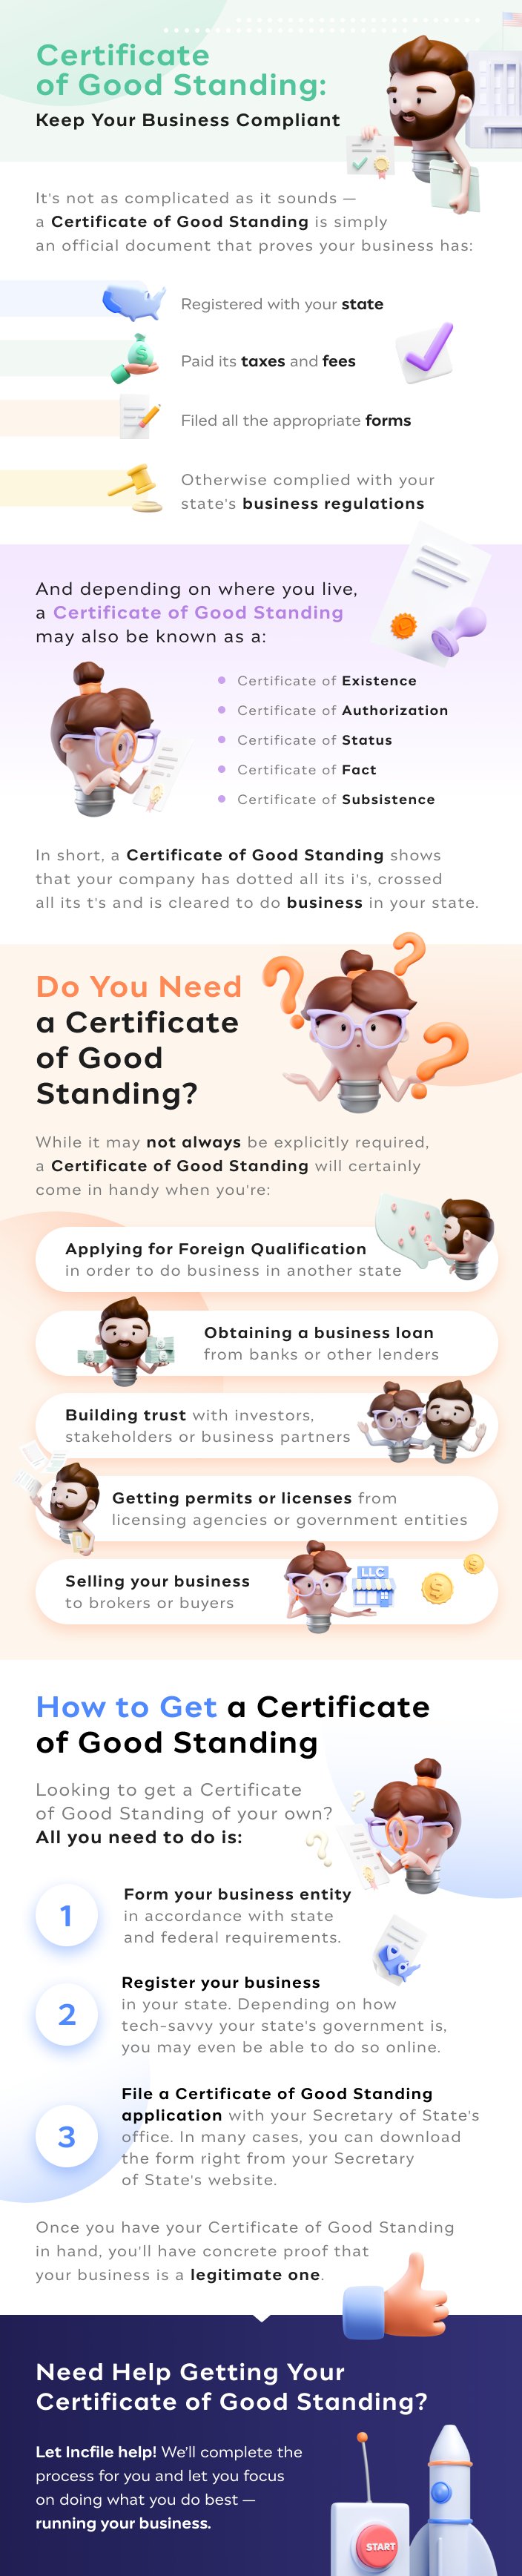 Certificate
of Good Standing:
Keep Your Business Compliant
It's not as complicated as it sounds —
a Certificate of Good Standing is simply
an official document that proves your business has:
Registered with your state
Paid its taxes and fees
Filed all the appropriate forms
Otherwise complied with your
state's business regulations
And depending on where you live,
a Certificate of Good Standing
may also be known as a:
Certificate of Existence
Certificate of Authorization
Certificate of Status
Certificate of Fact
Certificate of Subsistence
In short, a Certificate of Good Standing shows
that your company has dotted all its i's, crossed
all its t's and is cleared to do business in your state.
Do You Need
a Certificate
of Good
Standing?
While it may not always be explicitly required,
a Certificate of Good Standing will certainly
come in handy when you're:
Applying for Foreign Qualification
in order to do business in another state
Obtaining a business loan
from banks or other lenders
Building trust with investors,
stakeholders or business partners
Getting permits or licenses from
licensing agencies or government entities
Selling your business
to brokers or buyers
LLC
How to Get a Certificate
of Good Standing
Looking to get a Certificate
of Good Standing of your own?
All you need to do is:
1
Form your business entity
in accordance with state
and federal requirements.
2
Register your business
in your state. Depending on how
tech-savvy your state's government is,
you may even be able to do so online.
3
File a Certificate of Good Standing
application with your Secretary of State's
office. In many cases, you can download
the form right from your Secretary
of State's website.
Once you have your Certificate of Good Standing
in hand, you'll have concrete proof that
your business is a legitimate one.
Need Help Getting Your
Certificate of Good Standing?
Let Incfile help! We'll complete the
process for you and let you focus
on doing what you do best —
running your business.
START